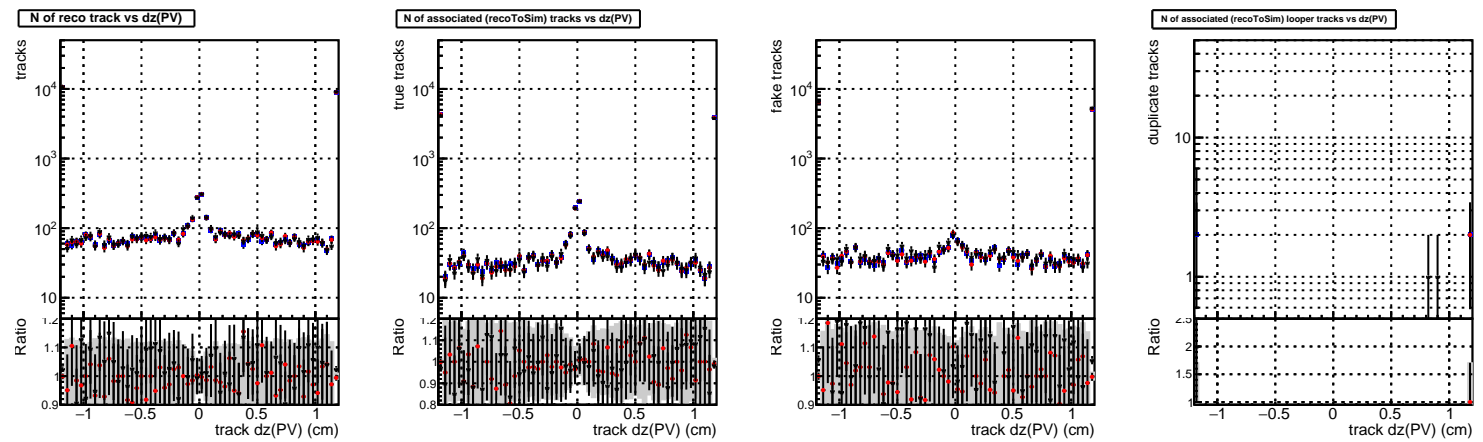 N of reco track vs dz(PV)
tracks
10^4
10^3
10^2
10
1.2
Ratio
1.1
1
0.9
−1 −0.5 0 0.5 1
track dz(PV) (cm)
N of associated (recoToSim) tracks vs dz(PV)
true tracks
10^4
10^3
10^2
10
1.2
Ratio
1.1
1
0.9
0.8
−1 −0.5 0 0.5 1
track dz(PV) (cm)
fake tracks
10^4
10^3
10^2
10
1.2
Ratio
1.1
1
0.9
−1 −0.5 0 0.5 1
track dz(PV) (cm)
N of associated (recoToSim) looper tracks vs dz(PV)
duplicate tracks
10
1
2.5
Ratio
2
1.5
1
−1 −0.5 0 0.5 1
track dz(PV) (cm)